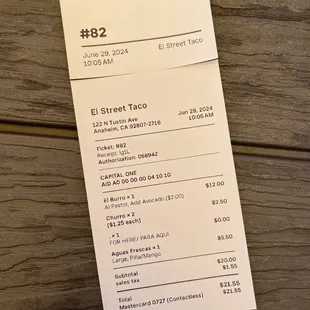 #82
June 29, 2024
El Street Taco
10:05 AM
El Street Taco
122 N Tustin Ave
Jun 29, 2024
Anaheim, CA 92807-2716
10:05 AM
Ticket: #82
Receipt: Ig1L
Authorization: 05894Z
CAPITAL ONE
AID A0 00 00 00 04 10 10
El Burro × 1
$12.00
Al Pastor, Add Avocado ($2.00)
Churro × 2
$2.50
($1.25 each)
. × 1
$0.00
FOR HERE/ PARA AQUI
Aguas Frescas × 1
$5.50
Large, Piña/Mango
Subtotal
$20.00
sales tax
$1.55
Total
$21.55
Mastercard 0727 (Contactless)
$21.55